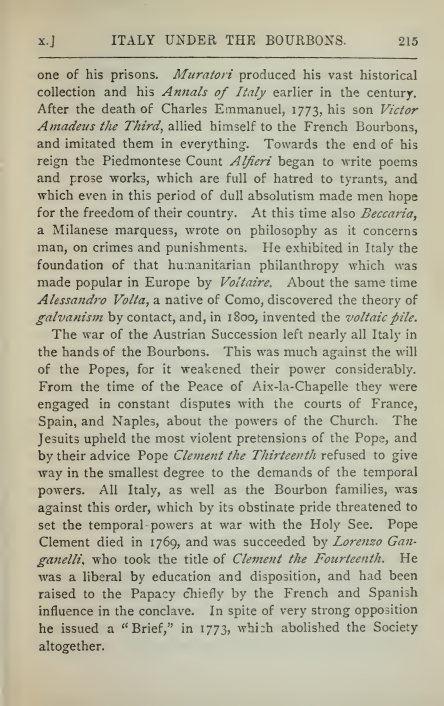 x.] ITALY UNDER THE BOURBONS. 215
one of his prisons. Muratori produced his vast historical
collection and his Annals of Italy earlier in the century.
After the death of Charles Emmanuel, 1773, his son Victor
Amadeus the Third, allied himself to the French Bourbons,
and imitated them in everything. Towards the end of his
reign the Piedmontese Count Alfieri began to write poems
and prose works, which are full of hatred to tyrants, and
which even in this period of dull absolutism made men hope
for the freedom of their country. At this time also Beccaria,
a Milanese marquess, wrote on philosophy as it concerns
man, on crimes and punishments. He exhibited in Italy the
foundation of that humanitarian philanthropy which was
made popular in Europe by Voltaire. About the same time
Alessandro Volta, a native of Como, discovered the theory of
galvanism by contact, and, in 1800, invented the voltaic pile.
The war of the Austrian Succession left nearly all Italy in
the hands of the Bourbons. This was much against the will
of the Popes, for it weakened their power considerably.
From the time of the Peace of Aix-la-Chapelle they were
engaged in constant disputes with the courts of France,
Spain, and Naples, about the powers of the Church. The
Jesuits upheld the most violent pretensions of the Pope, and
by their advice Pope Clement the Thirteenth refused to give
way in the smallest degree to the demands of the temporal
powers. All Italy, as well as the Bourbon families, was
against this order, which by its obstinate pride threatened to
set the temporal powers at war with the Holy See. Pope
Clement died in 1769, and was succeeded by Lorenzo Gan-
ganelli, who took the title of Clement the Fourteenth. He
was a liberal by education and disposition, and had been
raised to the Papacy chiefly by the French and Spanish
influence in the conclave. In spite of very strong opposition
he issued a "Brief," in 1773, which abolished the Society
altogether.